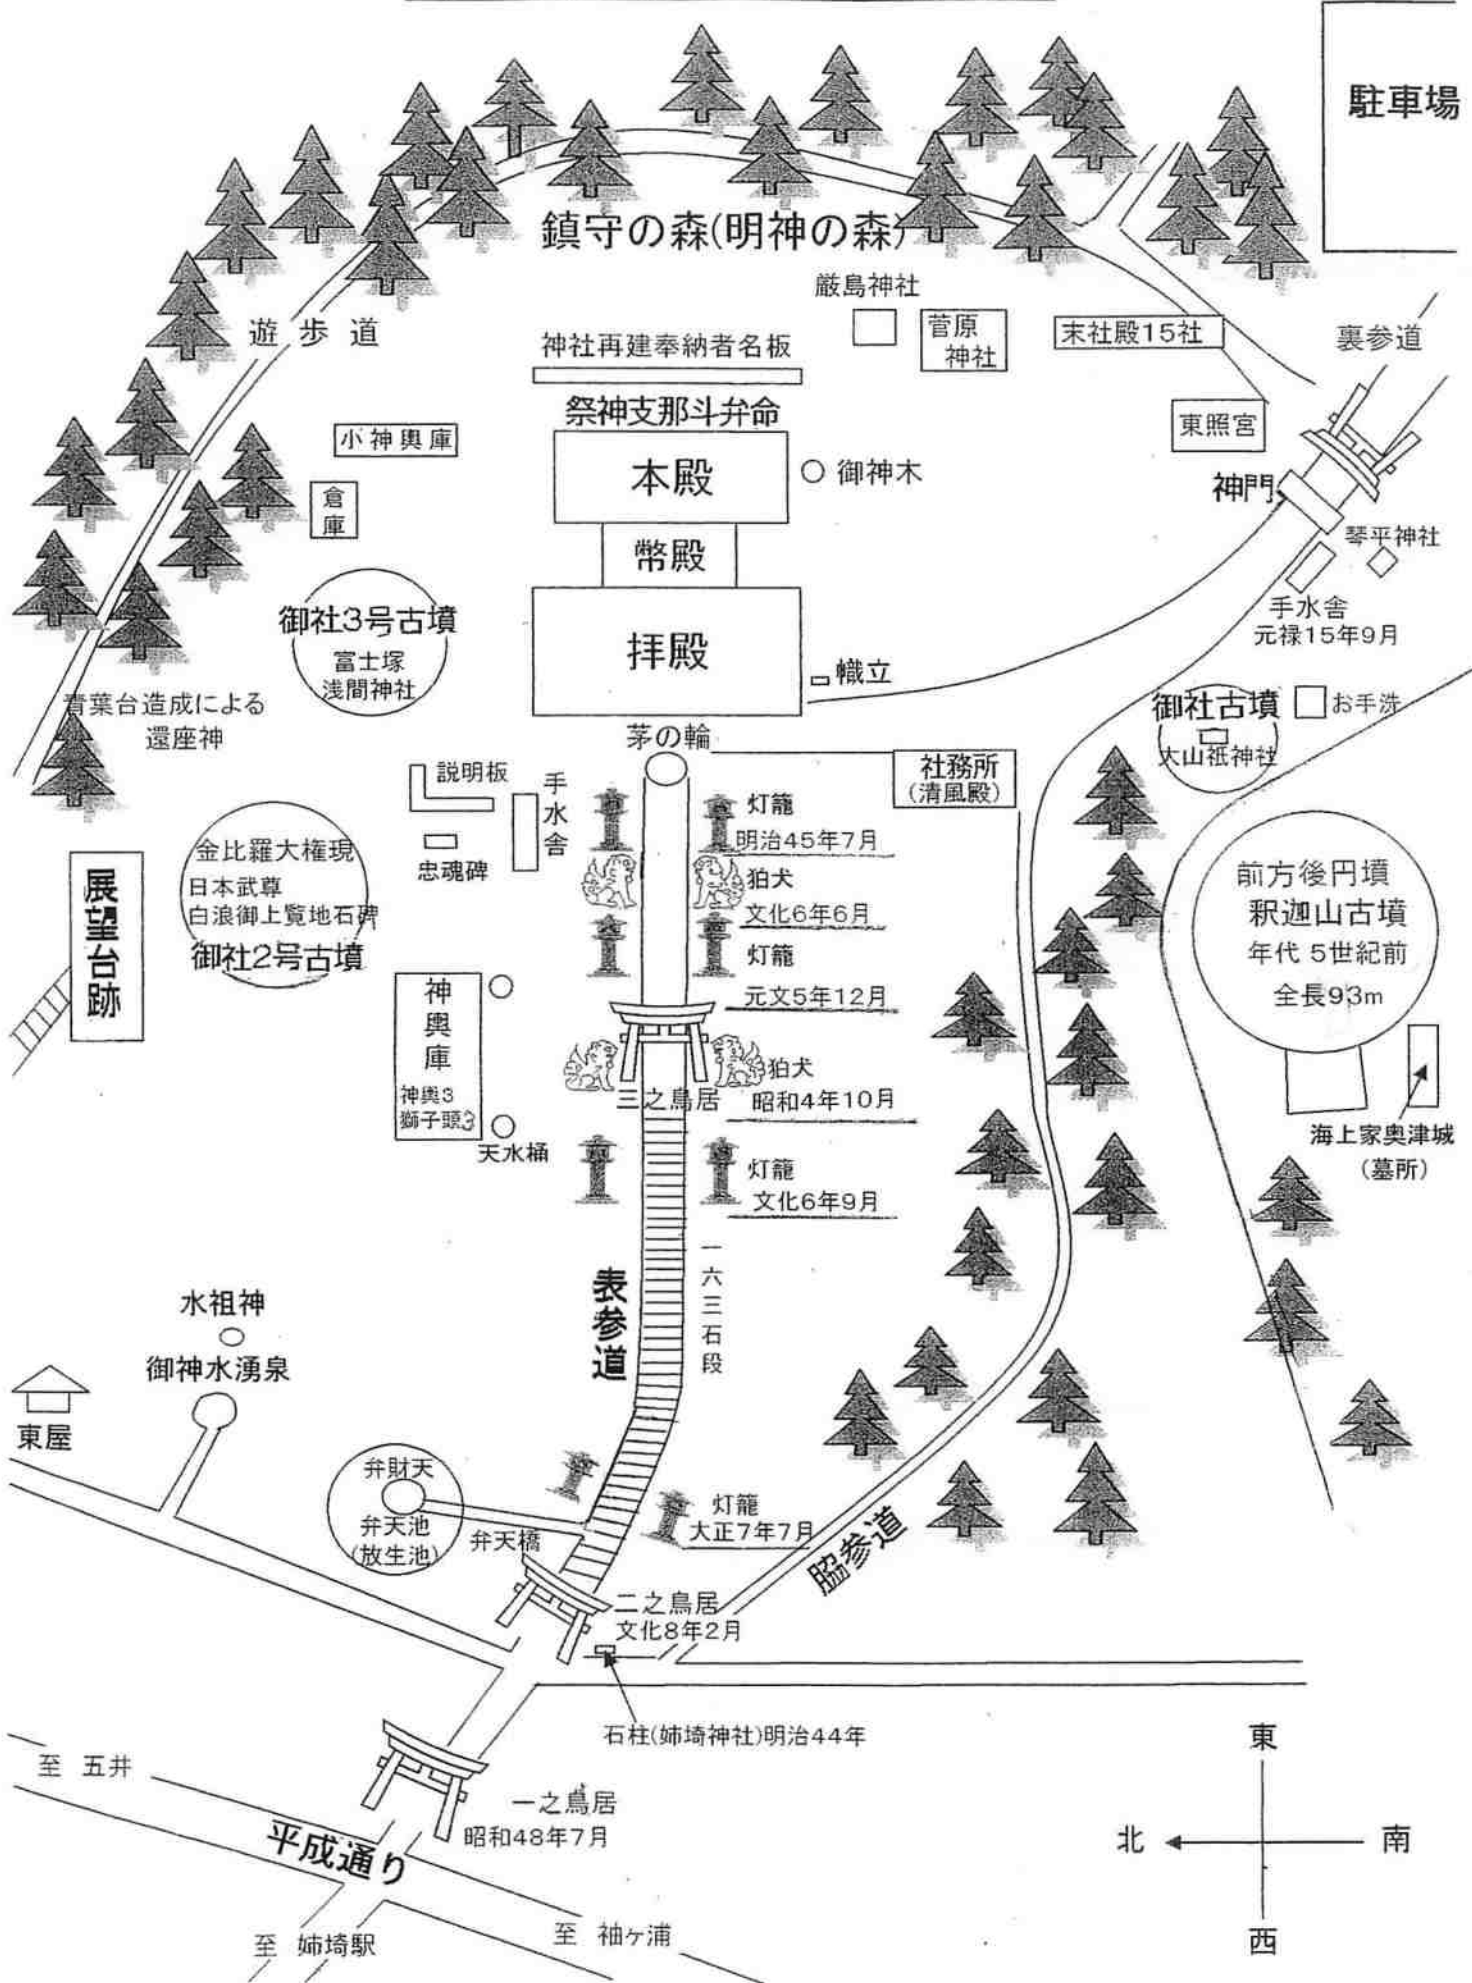 駐車場
鎮守の森(明神の森)
厳島神社
菅原
神社
末社殿15社
裏参道
遊歩道
神社再建奉納者名板
祭神支那斗弁命
小神輿庫
本殿
御神木
東照宮
倉庫
神門
幣殿
琴平神社
手水舎
元禄15年9月
御社3号古墳
富士塚
浅間神社
拝殿
幟立
青葉台造成による
還座神
御社古墳
お手洗
大山祇神社
茅の輪
社務所
(清風殿)
説明板
手水舎
忠魂碑
灯籠
明治45年7月
狛犬
文化6年6月
灯籠
元文5年12月
金比羅大権現
日本武尊
白浪御上覧地石碑
御社2号古墳
展望台跡
前方後円墳
釈迦山古墳
年代 5世紀前
全長93m
神輿庫
神輿3
獅子頭3
天水桶
三之鳥居
狛犬
昭和4年10月
海上家奥津城
(墓所)
灯籠
文化6年9月
一六三石段
表参道
水祖神
御神水湧泉
東屋
弁財天
弁天池
(放生池)
弁天橋
灯籠
大正7年7月
脇参道
二之鳥居
文化8年2月
石柱(姉埼神社)明治44年
至 五井
一之鳥居
昭和48年7月
平成通り
至 姉埼駅
至 袖ヶ浦
東
北
南
西